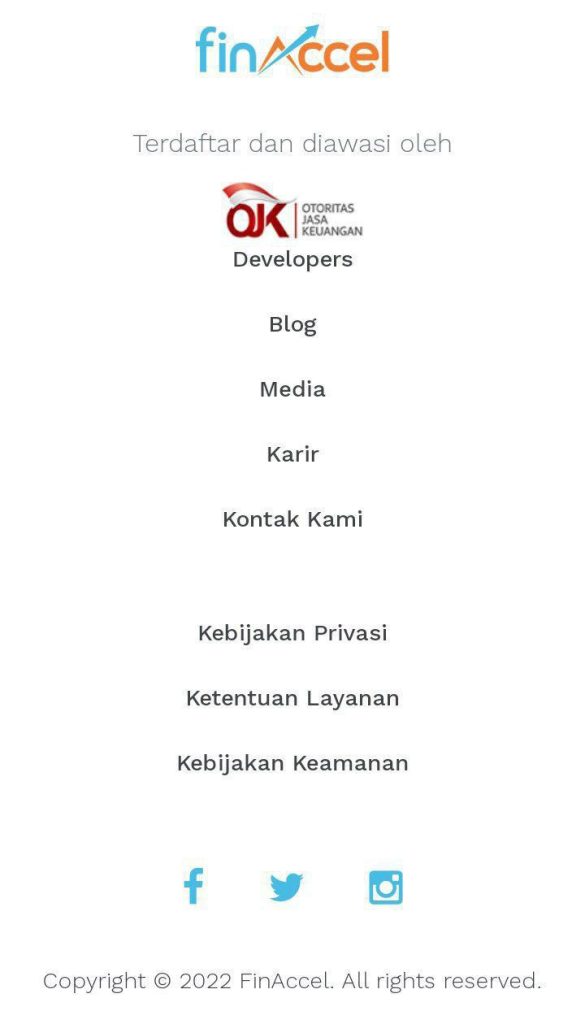 finAccel
Terdaftar dan diawasi oleh
OJK
OTORITAS
JASA
KEUANGAN
Developers
Blog
Media
Karir
Kontak Kami
Kebijakan Privasi
Ketentuan Layanan
Kebijakan Keamanan
Copyright © 2022 FinAccel. All rights reserved.